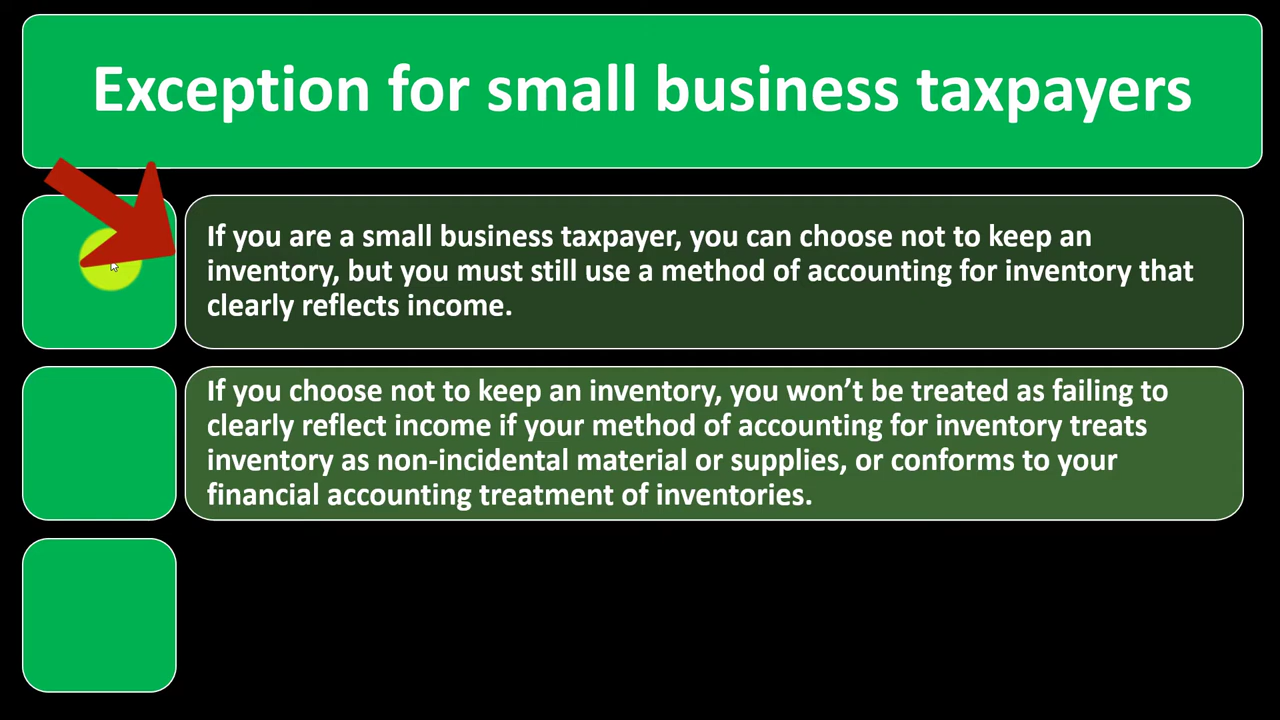 Exception for small business taxpayers
If you are a small business taxpayer, you can choose not to keep an
inventory, but you must still use a method of accounting for inventory that
clearly reflects income.
If you choose not to keep an inventory, you won’t be treated as failing to
clearly reflect income if your method of accounting for inventory treats
inventory as non-incidental material or supplies, or conforms to your
financial accounting treatment of inventories.